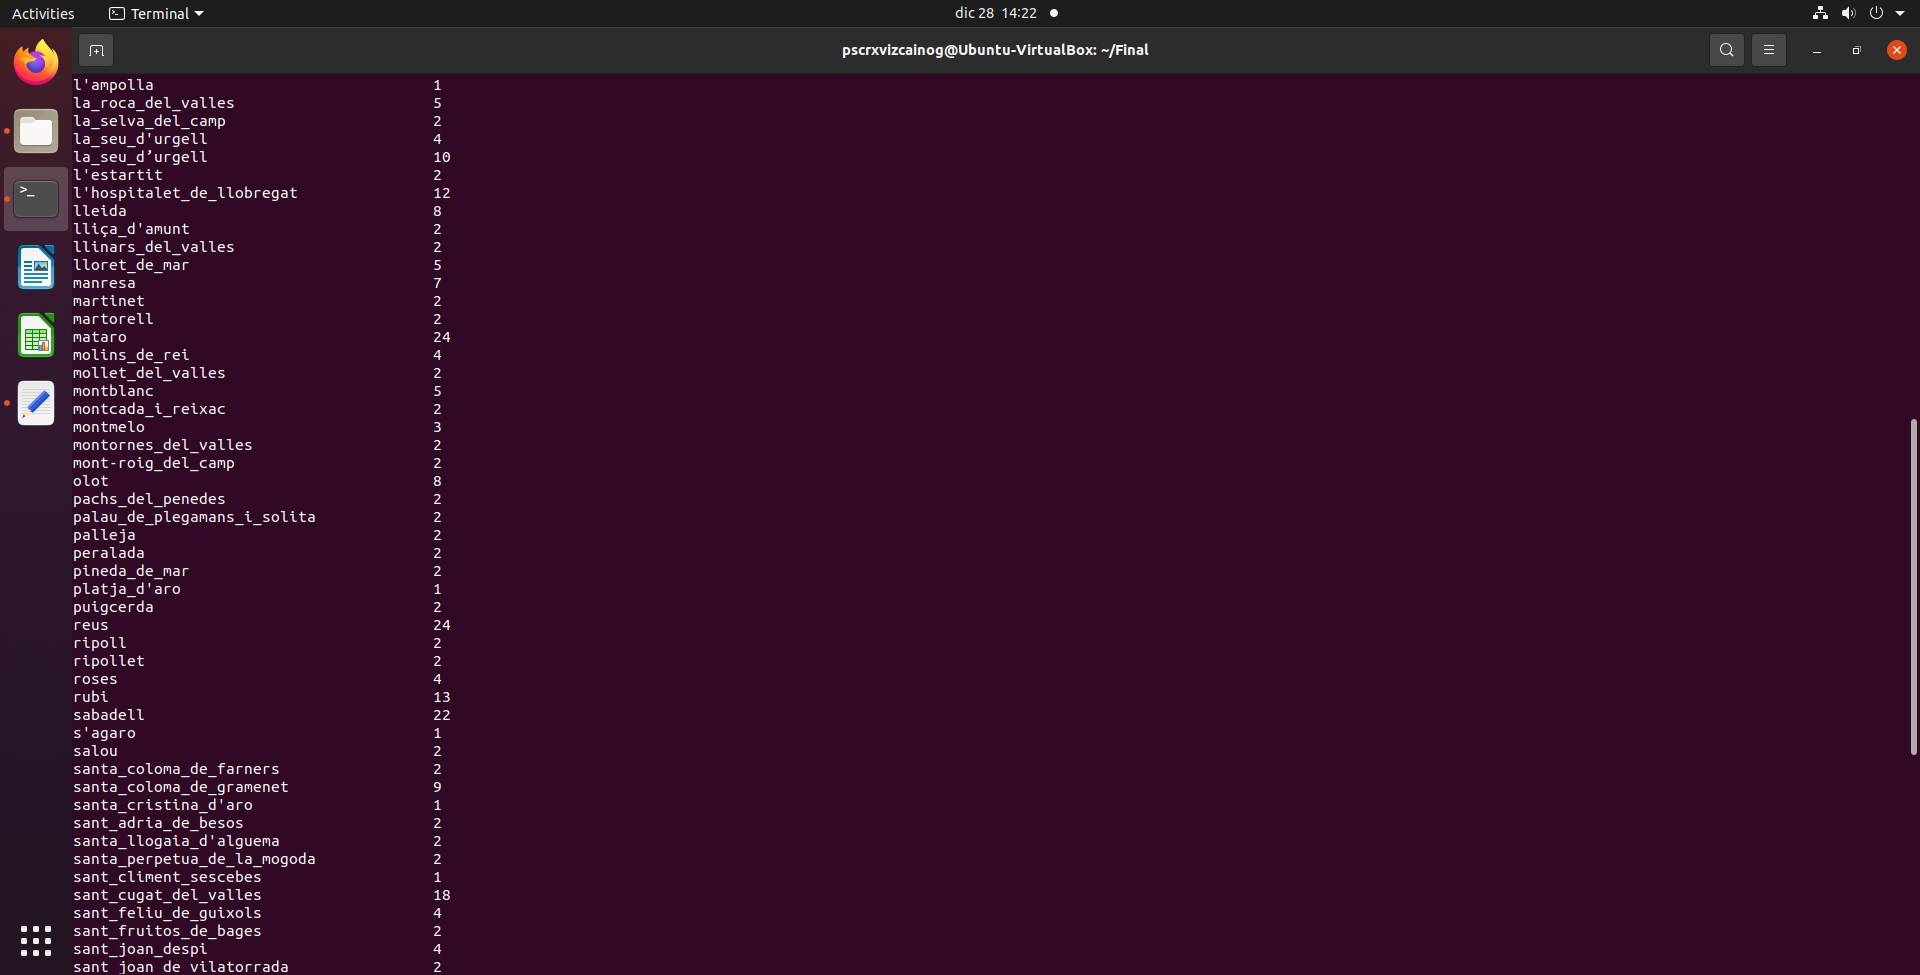 Activities Terminal dic 28 14:22
pscrxvizcainog@Ubuntu-VirtualBox: ~/Final
l'ampolla 1
la_roca_del_valles 5
la_selva_del_camp 2
la_seu_d'urgell 4
la_seu_d’urgell 10
l'estartit 2
l'hospitalet_de_llobregat 12
lleida 8
lliça_d'amunt 2
llinars_del_valles 2
lloret_de_mar 5
manresa 7
martinet 2
martorell 2
mataro 24
molins_de_rei 4
mollet_del_valles 2
montblanc 5
montcada_i_reixac 2
montmelo 3
montornes_del_valles 2
mont-roig_del_camp 2
olot 8
pachs_del_penedes 2
palau_de_plegamans_i_solita 2
palleja 2
peralada 2
pineda_de_mar 2
platja_d'aro 1
puigcerda 2
reus 24
ripoll 2
ripollet 2
roses 4
rubi 13
sabadell 22
s'agaro 1
salou 2
santa_coloma_de_farners 2
santa_coloma_de_gramenet 9
santa_cristina_d'aro 1
sant_adria_de_besos 2
santa_llogaia_d'alguema 2
santa_perpetua_de_la_mogoda 2
sant_climent_sescebes 1
sant_cugat_del_valles 18
sant_feliu_de_guixols 4
sant_fruitos_de_bages 2
sant_joan_despi 4
sant_joan_de_vilatorrada 2